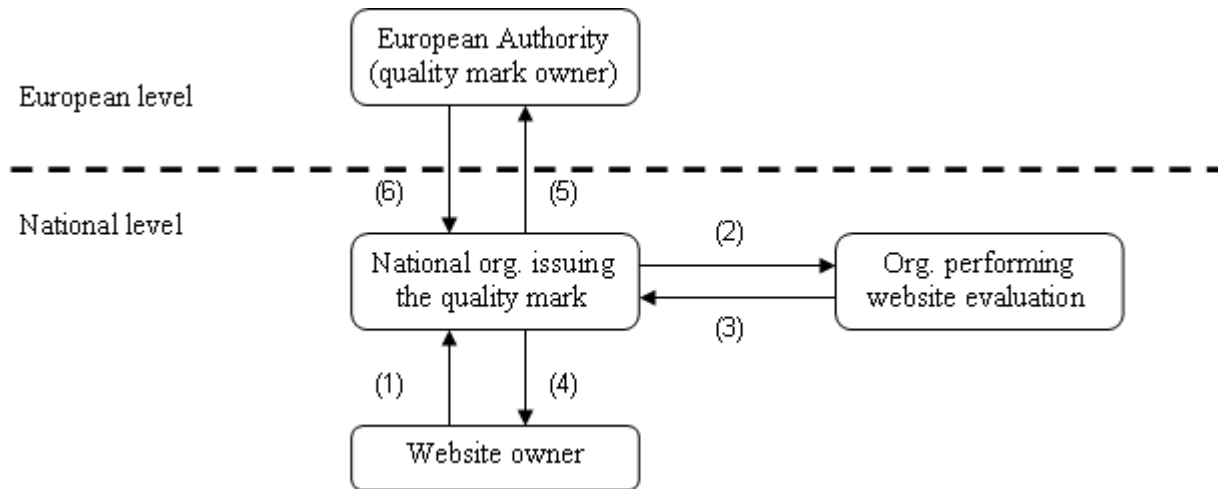 European Authority
(quality mark owner)
European level
(6)
(5)
National level
National org. issuing
the quality mark
(2)
Org. performing
website evaluation
(3)
(1)
(4)
Website owner